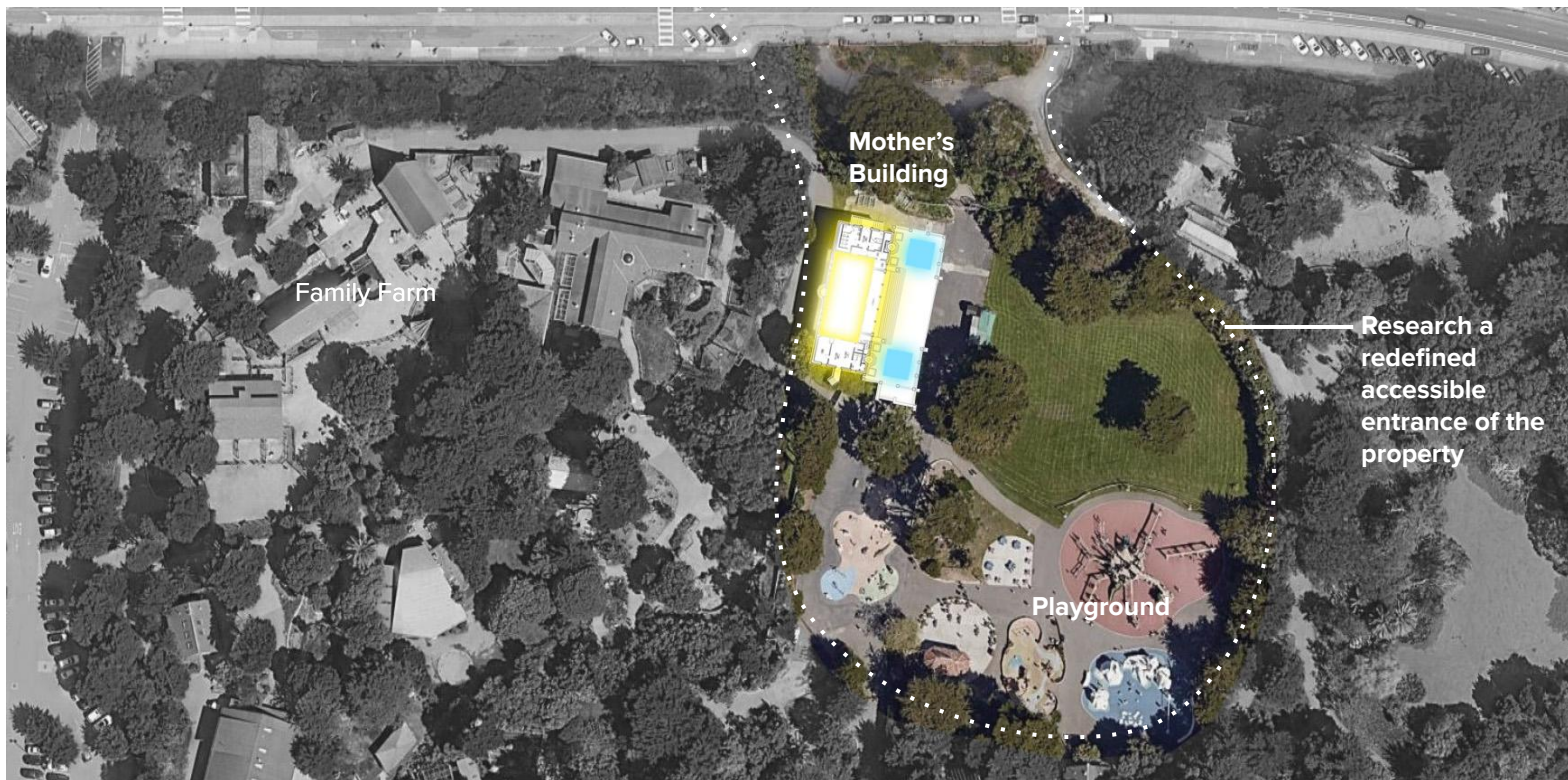 Mother’s
Building
Family Farm
Research a
redefined
accessible
entrance of the
property
Playground